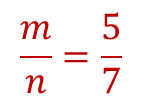 m/n = 5/7